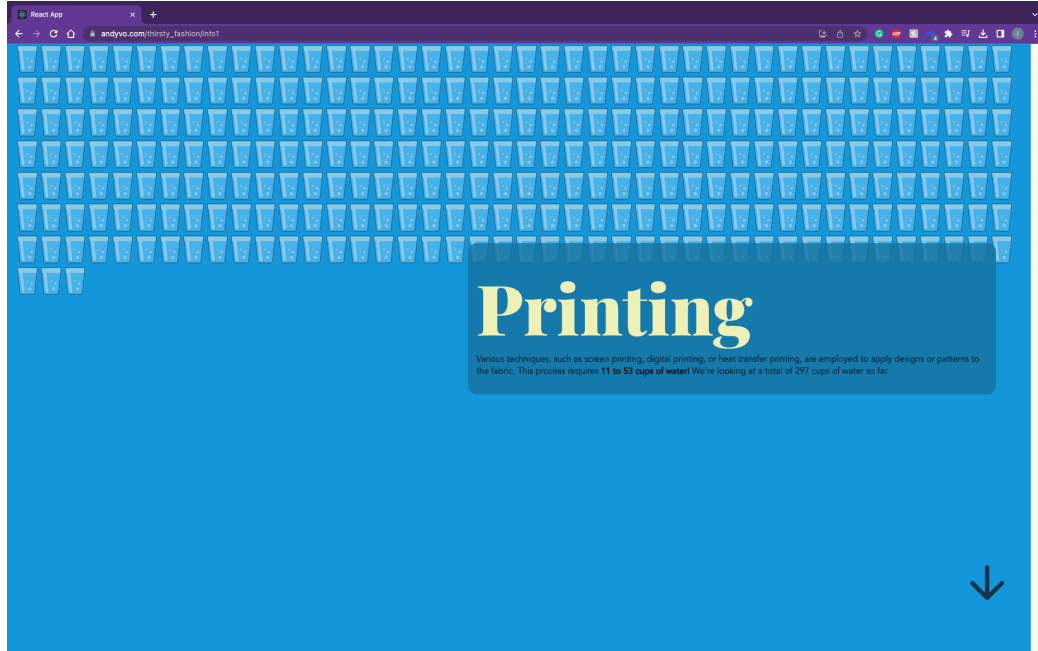 React App
andyvo.com/thirsty_fashion/info1
Printing
Various techniques, such as screen printing, digital printing, or heat transfer printing, are employed to apply designs or patterns to
the fabric. This process requires 11 to 53 cups of water! We're looking at a total of 297 cups of water so far.